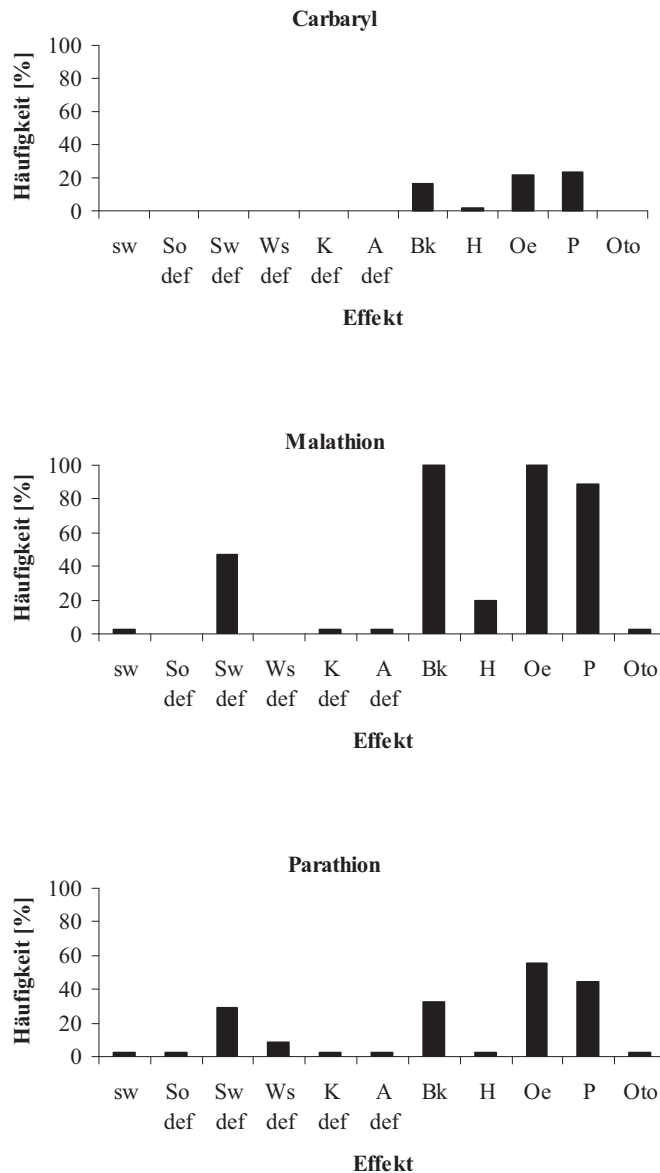 Carbaryl
Häufigkeit [%]
100
80
60
40
20
0
sw So Sw Ws K A Bk H Oe P Oto
def def def def def
Effekt
Malathion
Häufigkeit [%]
100
80
60
40
20
0
sw So Sw Ws K A Bk H Oe P Oto
def def def def def
Effekt
Parathion
Häufigkeit [%]
100
80
60
40
20
0
sw So Sw Ws K A Bk H Oe P Oto
def def def def def
Effekt